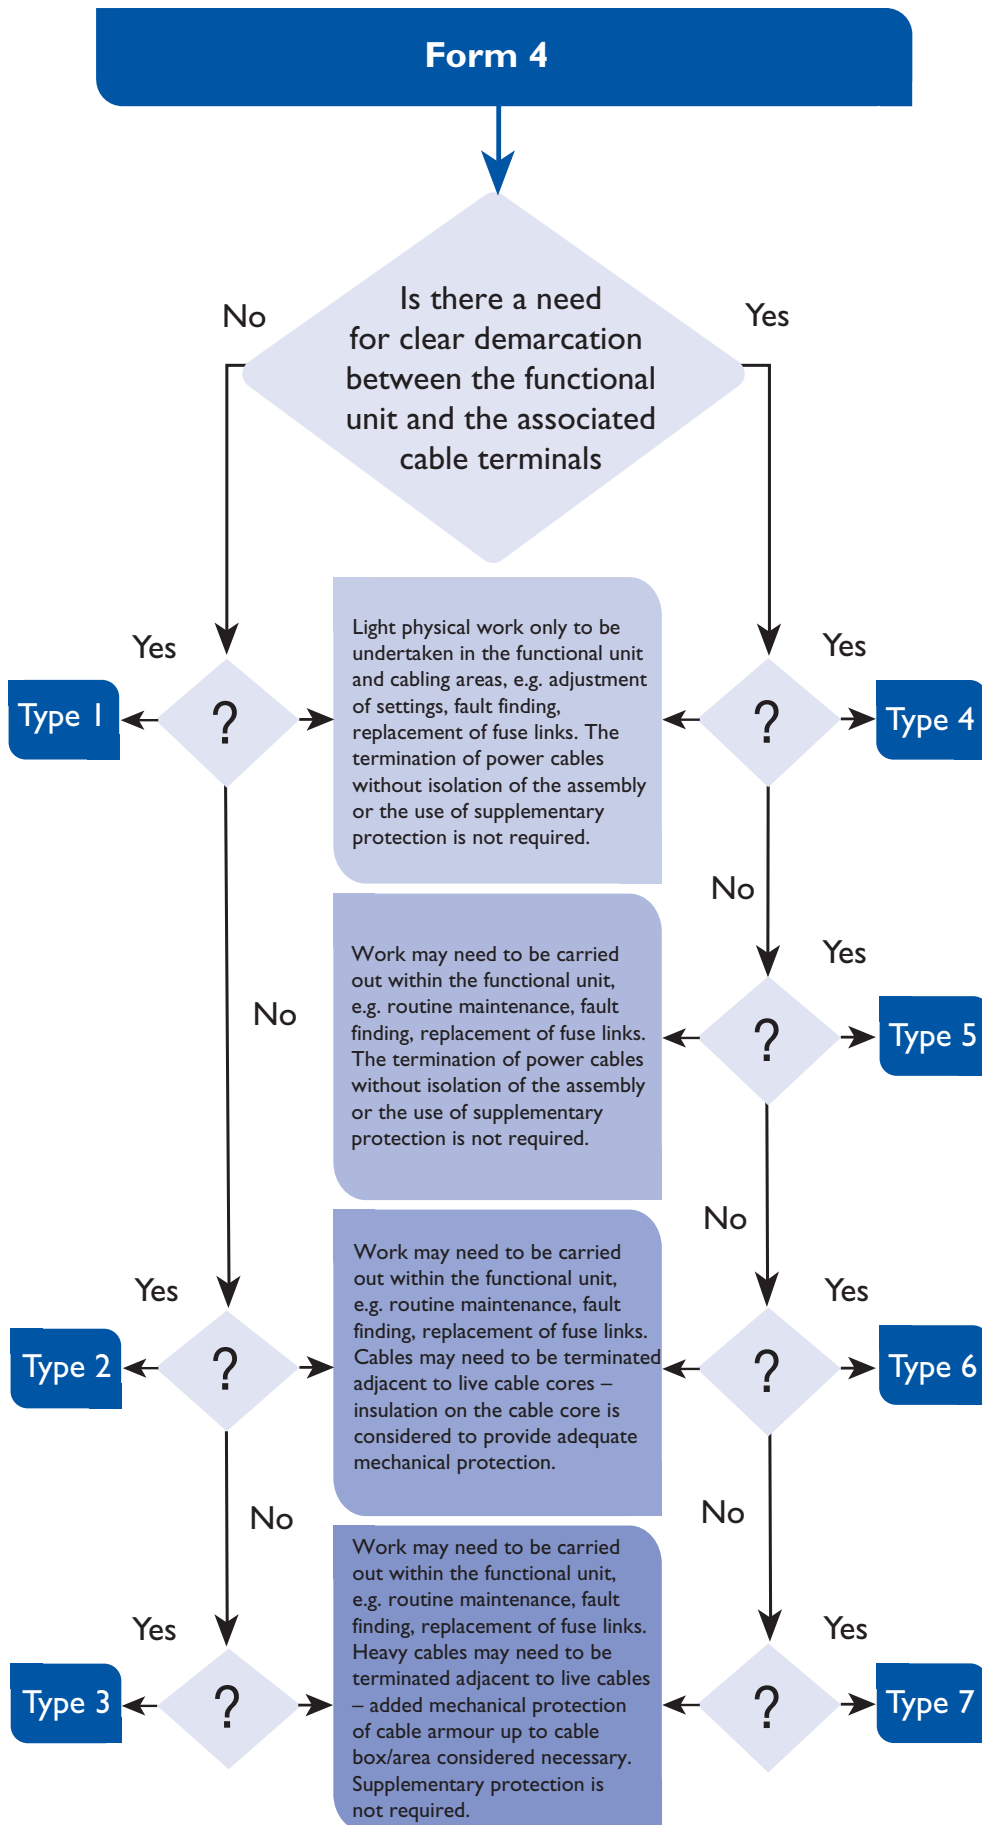 Form 4
Is there a need
for clear demarcation
between the functional
unit and the associated
cable terminals
No
Yes
Yes
Type 1
?
Light physical work only to be
undertaken in the functional unit
and cabling areas, e.g. adjustment
of settings, fault finding,
replacement of fuse links. The
termination of power cables
without isolation of the assembly
or the use of supplementary
protection is not required.
?
Yes
Type 4
No
No
Work may need to be carried
out within the functional unit,
e.g. routine maintenance, fault
finding, replacement of fuse links.
The termination of power cables
without isolation of the assembly
or the use of supplementary
protection is not required.
?
Yes
Type 5
No
Yes
Type 2
?
Work may need to be carried
out within the functional unit,
e.g. routine maintenance, fault
finding, replacement of fuse links.
Cables may need to be terminated
adjacent to live cable cores –
insulation on the cable core is
considered to provide adequate
mechanical protection.
?
Yes
Type 6
No
No
Yes
Type 3
?
Work may need to be carried
out within the functional unit,
e.g. routine maintenance, fault
finding, replacement of fuse links.
Heavy cables may need to be
terminated adjacent to live cables
– added mechanical protection
of cable armour up to cable
box/area considered necessary.
Supplementary protection is
not required.
?
Yes
Type 7